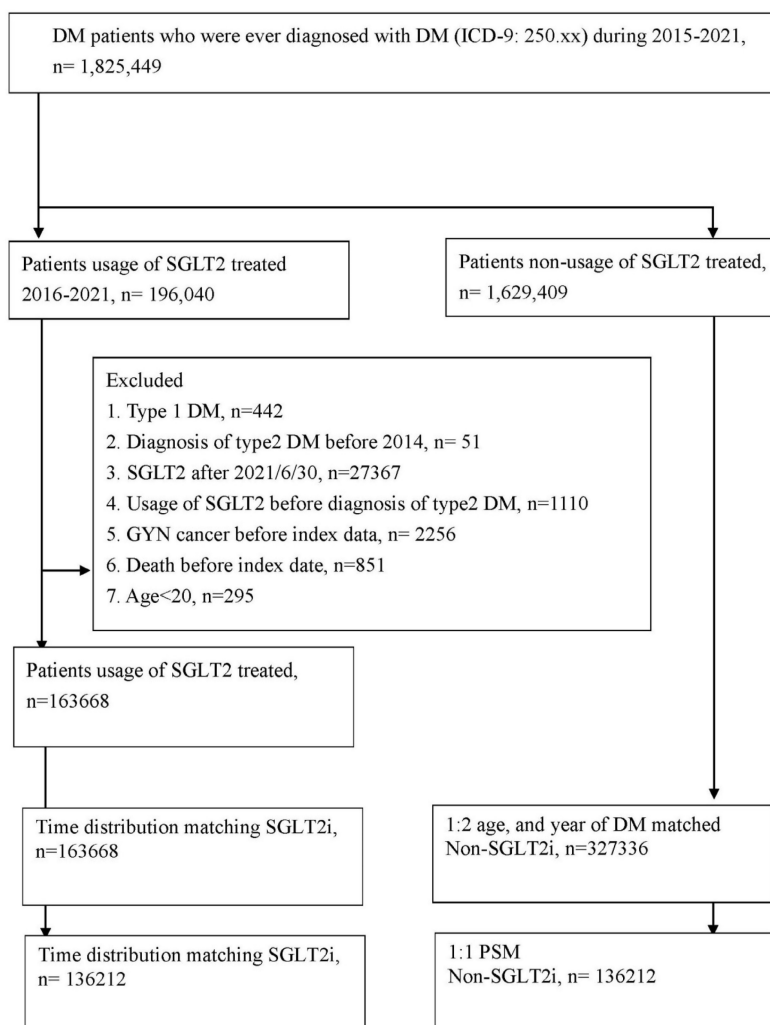 DM patients who were ever diagnosed with DM (ICD-9: 250.xx) during 2015-2021,
n= 1,825,449
Patients usage of SGLT2 treated
2016-2021, n= 196,040
Patients non-usage of SGLT2 treated,
n= 1,629,409
Excluded
1. Type 1 DM, n=442
2. Diagnosis of type2 DM before 2014, n= 51
3. SGLT2 after 2021/6/30, n=27367
4. Usage of SGLT2 before diagnosis of type2 DM, n=1110
5. GYN cancer before index data, n= 2256
6. Death before index date, n=851
7. Age<20, n=295
Patients usage of SGLT2 treated,
n=163668
Time distribution matching SGLT2i,
n=163668
1:2 age, and year of DM matched
Non-SGLT2i, n=327336
Time distribution matching SGLT2i,
n= 136212
1:1 PSM
Non-SGLT2i, n= 136212